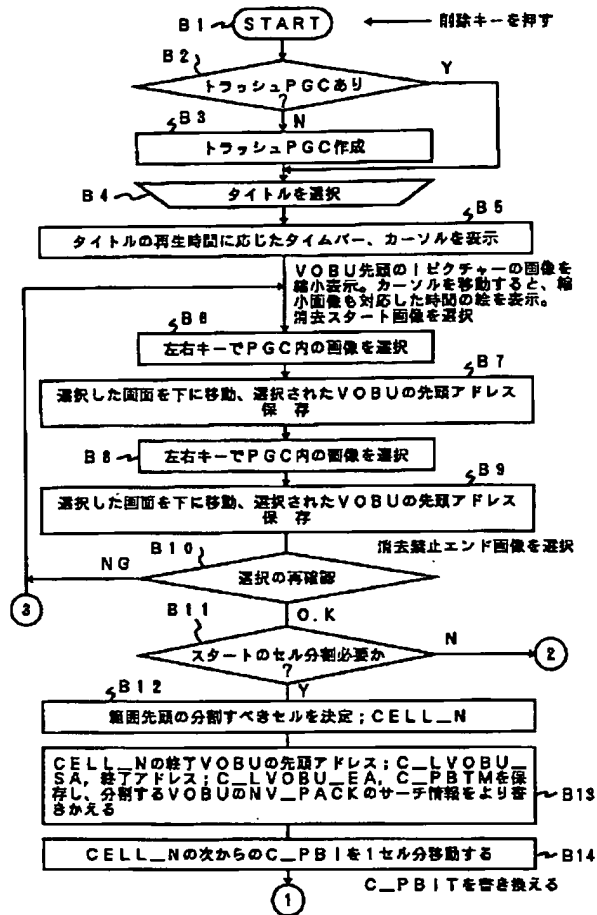 B1 START ← 削除キーを押す
B2
トラッシュPGCあり
?
Y
N
B3
トラッシュPGC作成
B4 タイトルを選択
B5
タイトルの再生時間に応じたタイムバー、カーソルを表示
VOBU先頭のIピクチャーの画像を
縮小表示。カーソルを移動すると、縮
小画像も対応した時間の絵を表示。
消去スタート画像を選択
B6
左右キーでPGC内の画像を選択
B7
選択した画面を下に移動、選択されたVOBUの先頭アドレス
保 存
B8 左右キーでPGC内の画像を選択
B9
選択した画面を下に移動、選択されたVOBUの先頭アドレス
保 存
消去禁止エンド画像を選択
B10
NG
選択の再確認
3
O.K
B11
スタートのセル分割必要か
?
N
2
Y
B12
範囲先頭の分割すべきセルを決定;CELL_N
CELL_Nの終了VOBUの先頭アドレス;C_LVOBU_
SA,終了アドレス;C_LVOBU_EA,C_PBTMを保
存し、分割するVOBUのNV_PACKのサーチ情報をより書
きかえる
B13
CELL_Nの次からのC_PBIを1セル分移動する
B14
C_PBITを書き換える
1